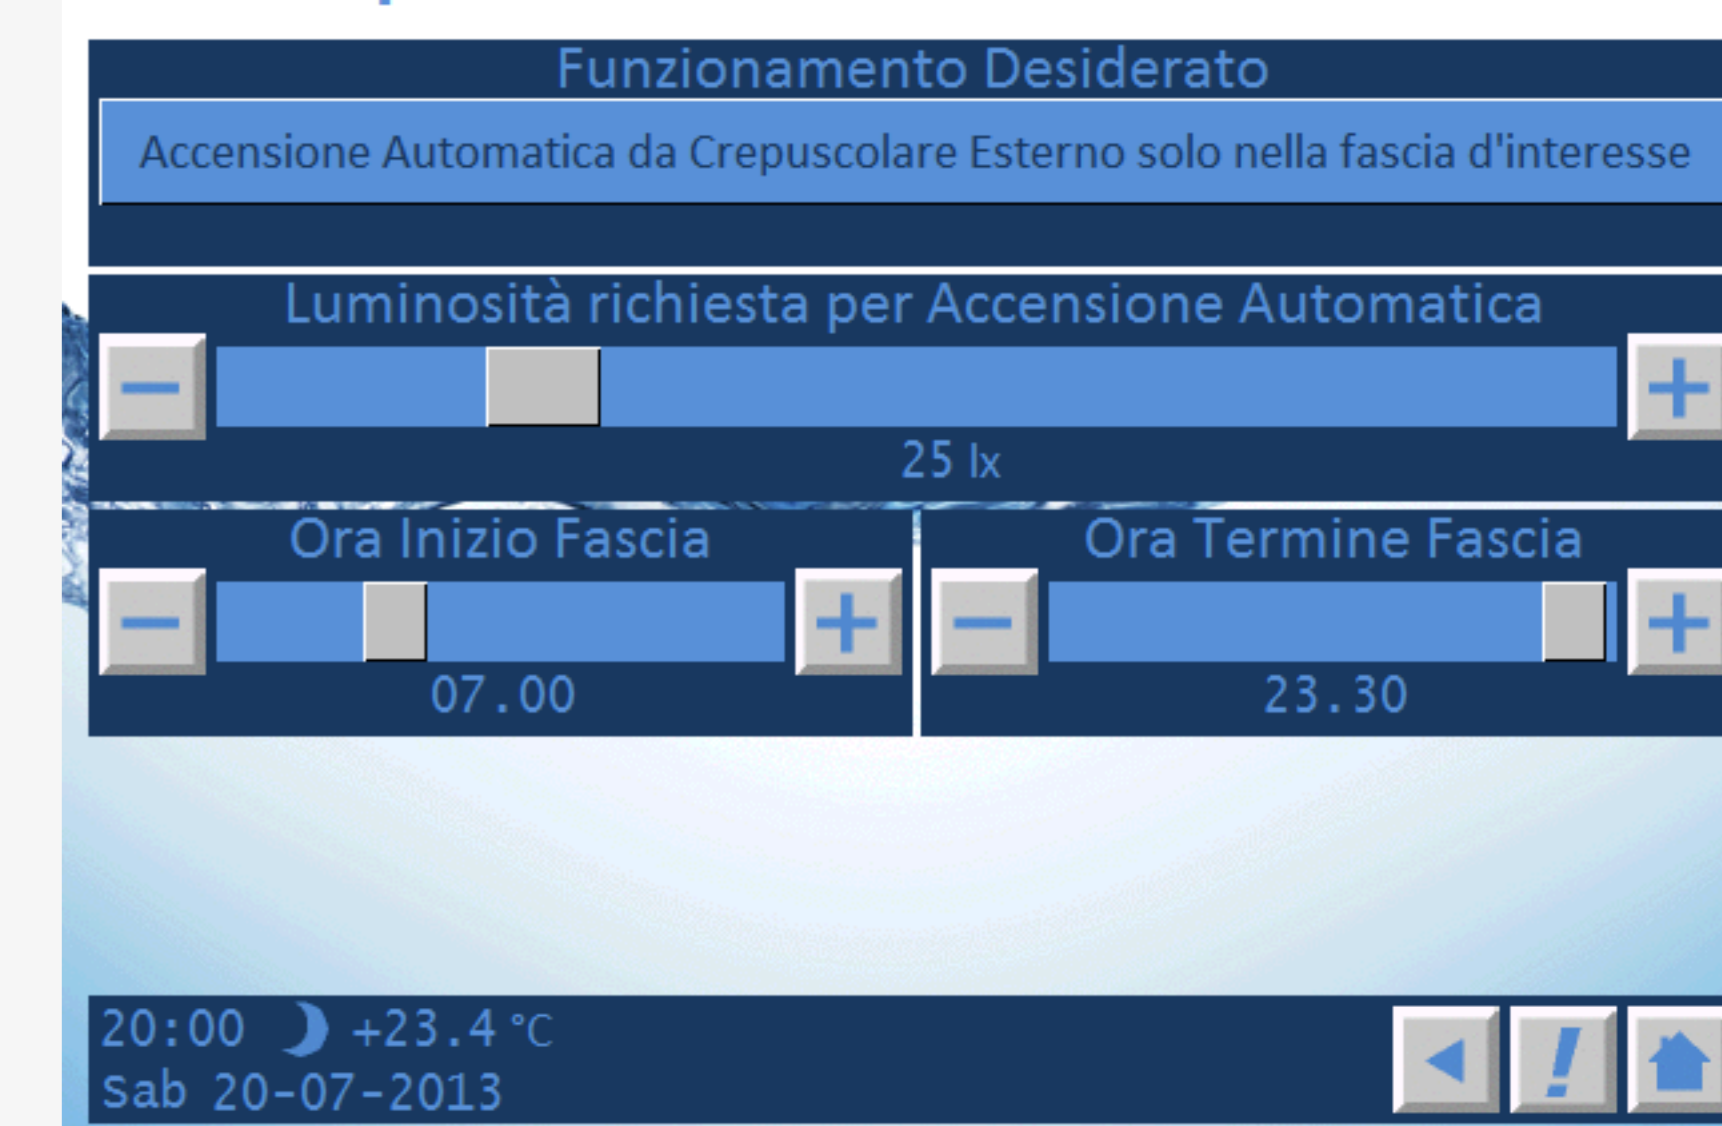 Funzionamento Desiderato
Accensione Automatica da Crepuscolare Esterno solo nella fascia d'interesse
Luminosità richiesta per Accensione Automatica
25 lx
Ora Inizio Fascia
07.00
Ora Termine Fascia
23.30
20:00 +23.4 °C
Sab 20-07-2013